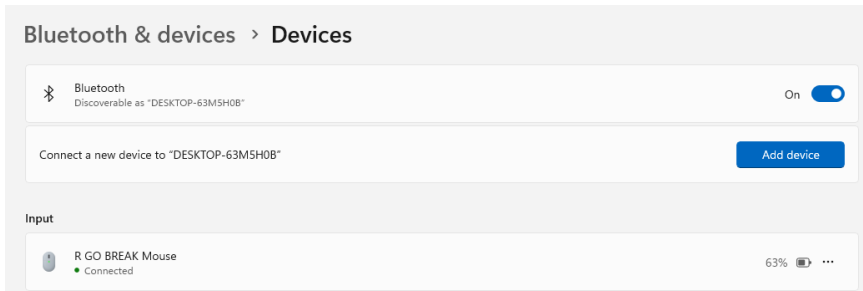 Bluetooth & devices > Devices
Bluetooth
Discoverable as “DESKTOP-63M5H0B”
On
Connect a new device to “DESKTOP-63M5H0B”
Add device
Input
R GO BREAK Mouse
Connected
63%